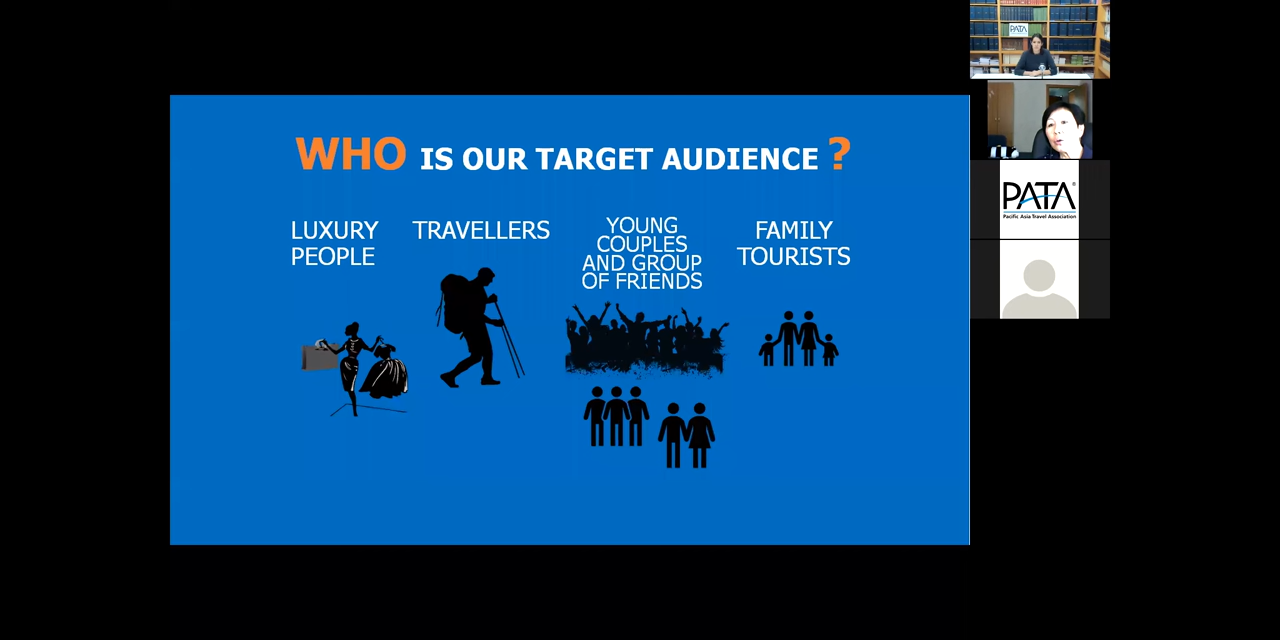 WHO IS OUR TARGET AUDIENCE ?
LUXURY
PEOPLE
TRAVELLERS
YOUNG
COUPLES
AND GROUP
OF FRIENDS
FAMILY
TOURISTS
PATA
PATA®
Pacific Asia Travel Association